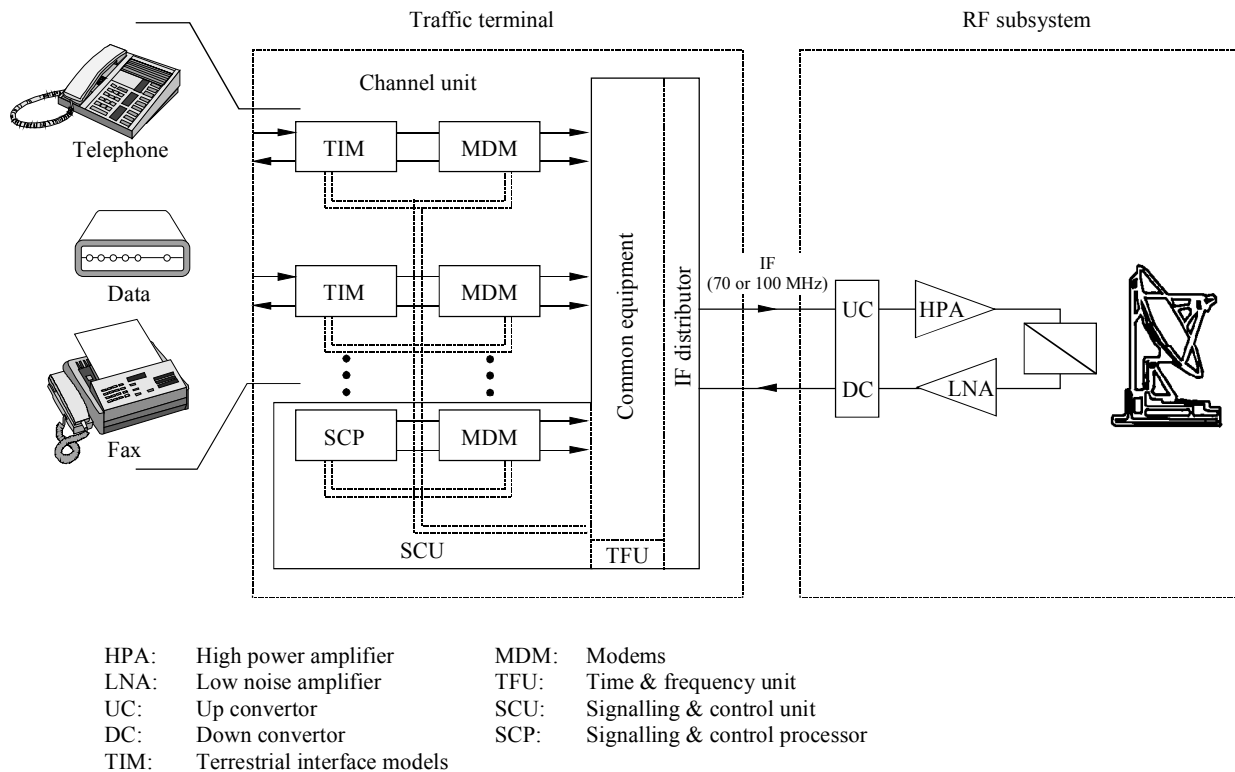 Traffic terminal
RF subsystem
Channel unit
Telephone
TIM
MDM
Data
TIM
MDM
Fax
SCP
MDM
SCU
TFU
Common equipment
IF distributor
IF
(70 or 100 MHz)
UC
HPA
DC
LNA
HPA: High power amplifier
LNA: Low noise amplifier
UC: Up convertor
DC: Down convertor
TIM: Terrestrial interface models
MDM: Modems
TFU: Time & frequency unit
SCU: Signalling & control unit
SCP: Signalling & control processor